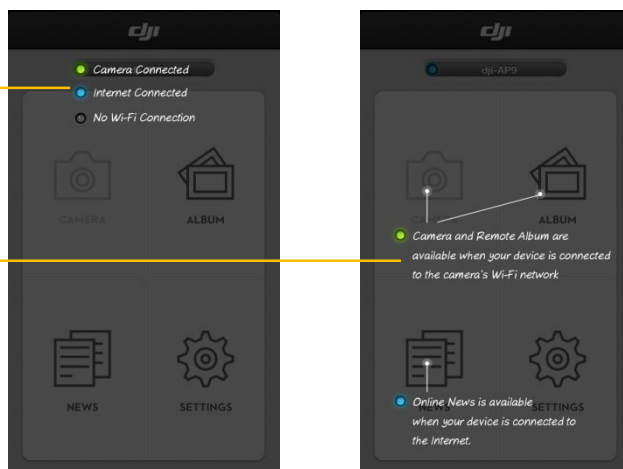 dji
Camera Connected
Internet Connected
No Wi-Fi Connection
CAMERA
ALBUM
NEWS
SETTINGS
dji
dji-AP9
ALBUM
Camera and Remote Album are
available when your device is connected
to the camera's Wi-Fi network
SETTINGS
Online News is available
when your device is connected to
the Internet.